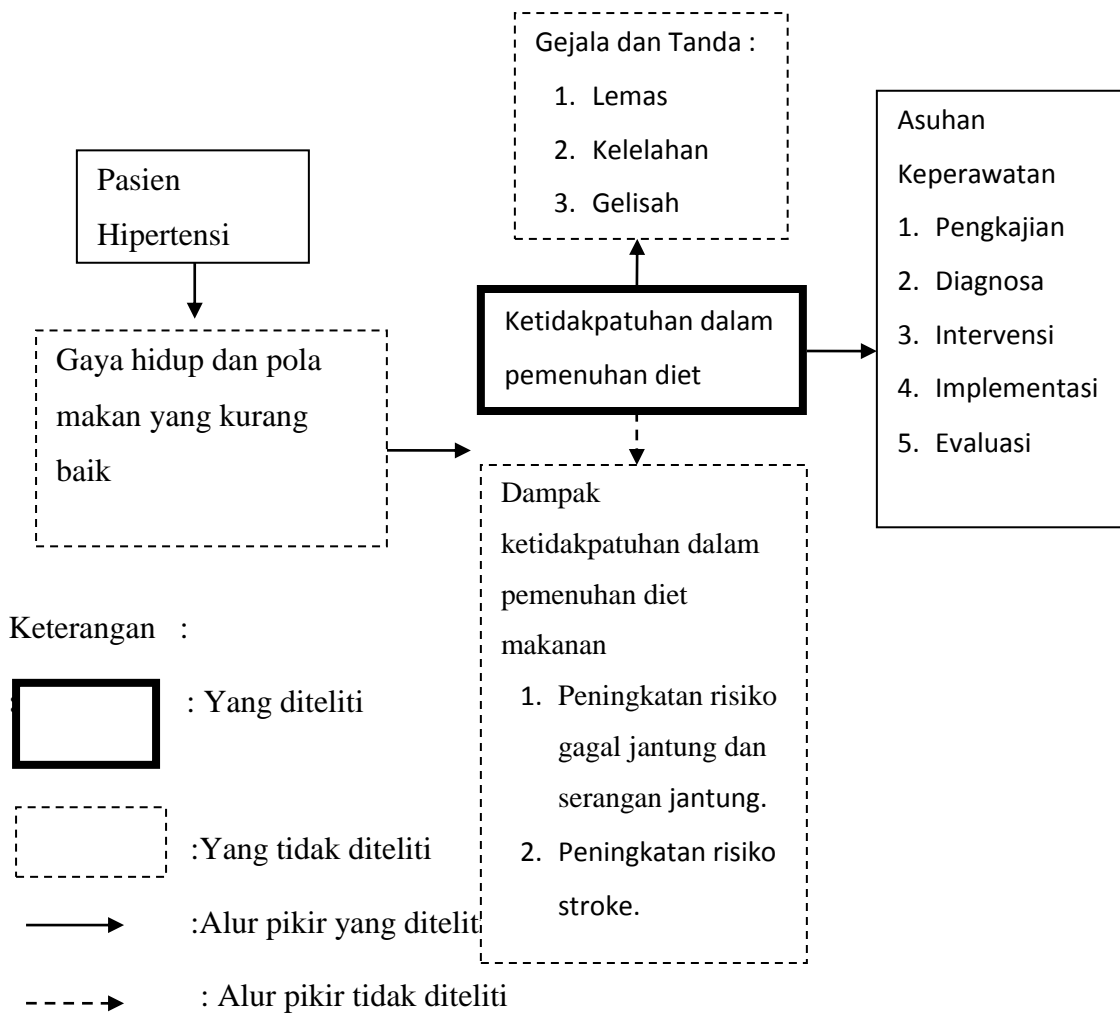 Gejala dan Tanda :
1. Lemas
2. Kelelahan
3. Gelisah
Pasien
Hipertensi
Gaya hidup dan pola
makan yang kurang
baik
Ketidakpatuhan dalam
pemenuhan diet
Asuhan
Keperawatan
1. Pengkajian
2. Diagnosa
3. Intervensi
4. Implementasi
5. Evaluasi
Dampak
ketidakpatuhan dalam
pemenuhan diet
makanan
1. Peningkatan risiko
gagal jantung dan
serangan jantung.
2. Peningkatan risiko
stroke.
Keterangan :
: : Yang diteliti
:Yang tidak diteliti
:Alur pikir yang diteliti
: Alur pikir tidak diteliti